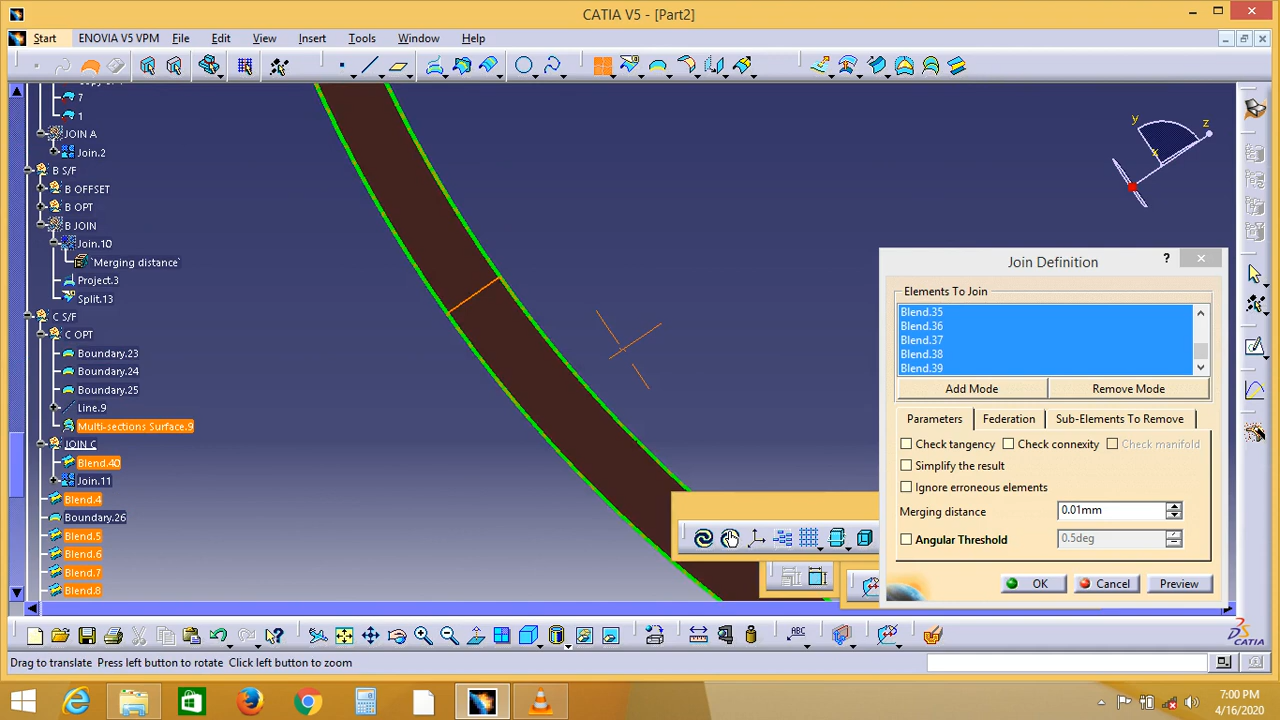 CATIA V5 - [Part2]
Start ENOVIA V5 VPM File Edit View Insert Tools Window Help
7
1
JOIN A
Join.2
B S/F
B OFFSET
B OPT
B JOIN
Join.10
`Merging distance`
Project.3
Split.13
C S/F
C OPT
Boundary.23
Boundary.24
Boundary.25
Line.9
Multi-sections Surface.9
JOIN C
Blend.40
Join.11
Blend.4
Boundary.26
Blend.5
Blend.6
Blend.7
Blend.8
y
z
x
Join Definition
? 
Elements To Join
Blend.35
Blend.36
Blend.37
Blend.38
Blend.39
Add Mode Remove Mode
Parameters Federation Sub-Elements To Remove
Check tangency Check connexity Check manifold
Simplify the result
Ignore erroneous elements
Merging distance 0.01mm
Angular Threshold 0.5deg
OK Cancel Preview
ABC
DS CATIA
Drag to translate Press left button to rotate Click left button to zoom
7:00 PM
4/16/2020